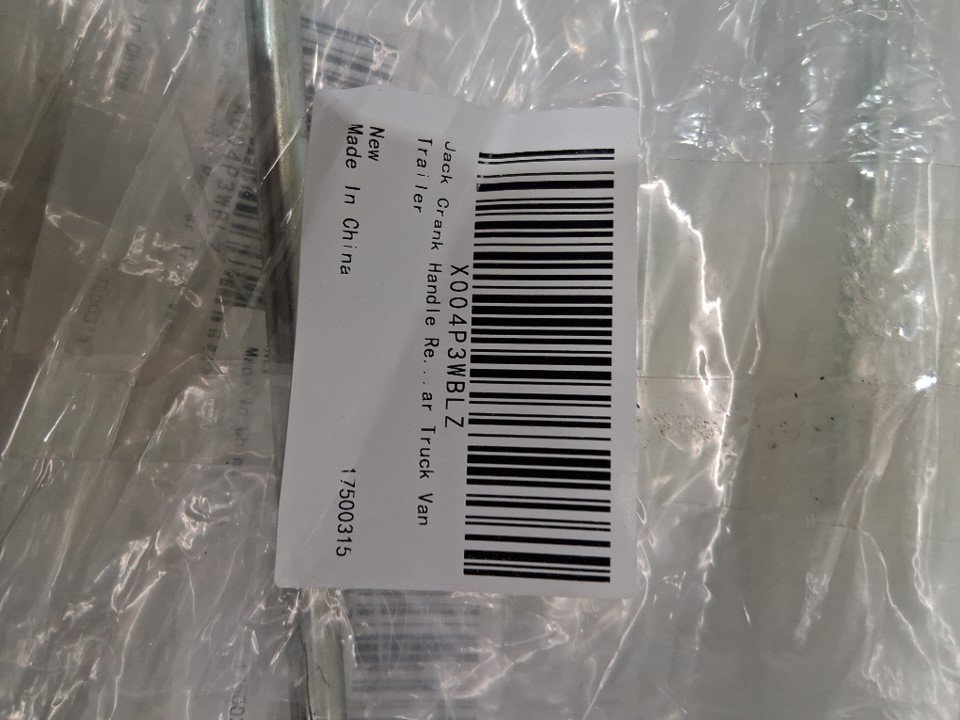 X004P3WBLZ
Jack Crank Handle Re...ar Truck Van
Trailer
New
Made In China
17500315